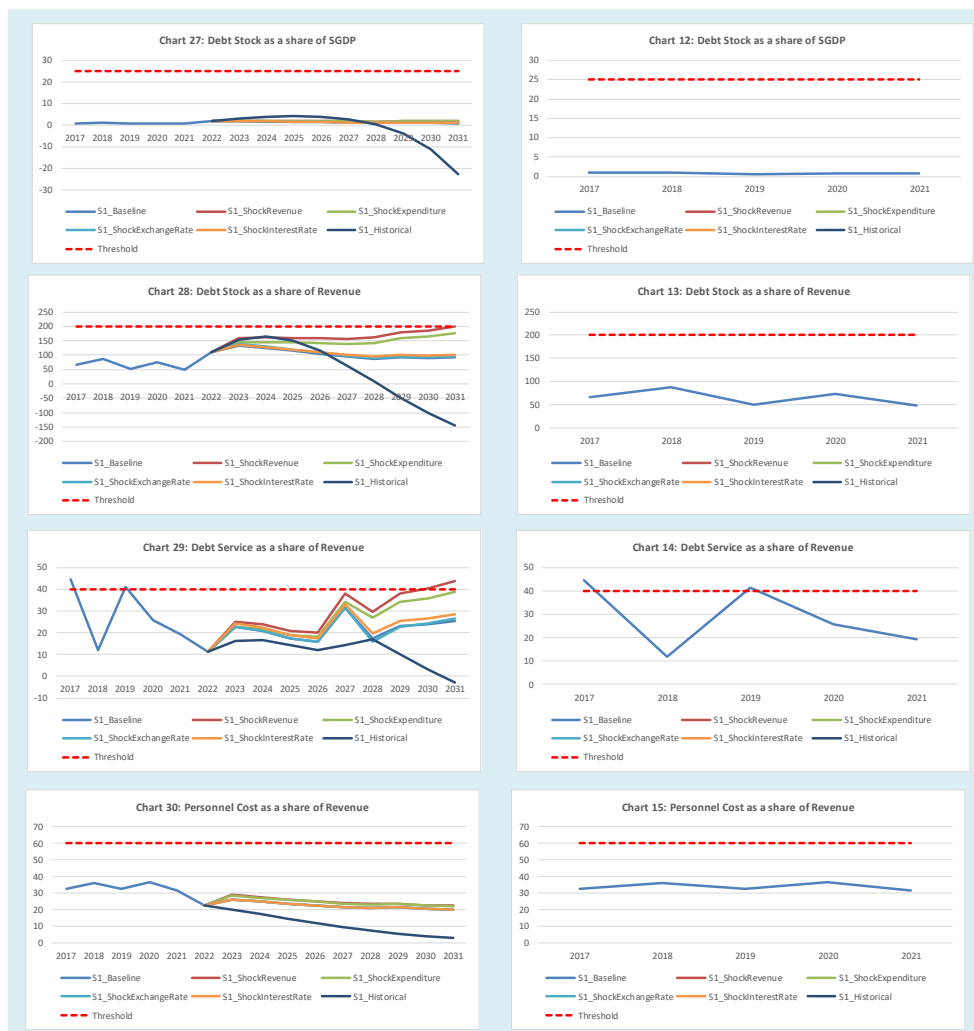 Chart 27: Debt Stock as a share of SGDP
30
20
10
0
-10
-20
-30
2017 2018 2019 2020 2021 2022 2023 2024 2025 2026 2027 2028 2029 2030 2031
S1_Baseline S1_ShockRevenue S1_ShockExpenditure
S1_ShockExchangeRate S1_ShockInterestRate S1_Historical
Threshold
Chart 12: Debt Stock as a share of SGDP
30
25
20
15
10
5
0
2017 2018 2019 2020 2021
S1_Baseline S1_ShockRevenue S1_ShockExpenditure
S1_ShockExchangeRate S1_ShockInterestRate S1_Historical
Threshold
Chart 28: Debt Stock as a share of Revenue
250
200
150
100
50
0
-50
-100
-150
-200
2017 2018 2019 2020 2021 2022 2023 2024 2025 2026 2027 2028 2029 2030 2031
S1_Baseline S1_ShockRevenue S1_ShockExpenditure
S1_ShockExchangeRate S1_ShockInterestRate S1_Historical
Threshold
Chart 13: Debt Stock as a share of Revenue
250
200
150
100
50
0
2017 2018 2019 2020 2021
S1_Baseline S1_ShockRevenue S1_ShockExpenditure
S1_ShockExchangeRate S1_ShockInterestRate S1_Historical
Threshold
Chart 29: Debt Service as a share of Revenue
50
40
30
20
10
0
-10
2017 2018 2019 2020 2021 2022 2023 2024 2025 2026 2027 2028 2029 2030 2031
S1_Baseline S1_ShockRevenue S1_ShockExpenditure
S1_ShockExchangeRate S1_ShockInterestRate S1_Historical
Threshold
Chart 14: Debt Service as a share of Revenue
50
40
30
20
10
0
2017 2018 2019 2020 2021
S1_Baseline S1_ShockRevenue S1_ShockExpenditure
S1_ShockExchangeRate S1_ShockInterestRate S1_Historical
Threshold
Chart 30: Personnel Cost as a share of Revenue
70
60
50
40
30
20
10
0
2017 2018 2019 2020 2021 2022 2023 2024 2025 2026 2027 2028 2029 2030 2031
S1_Baseline S1_ShockRevenue S1_ShockExpenditure
S1_ShockExchangeRate S1_ShockInterestRate S1_Historical
Threshold
Chart 15: Personnel Cost as a share of Revenue
70
60
50
40
30
20
10
0
2017 2018 2019 2020 2021
S1_Baseline S1_ShockRevenue S1_ShockExpenditure
S1_ShockExchangeRate S1_ShockInterestRate S1_Historical
Threshold